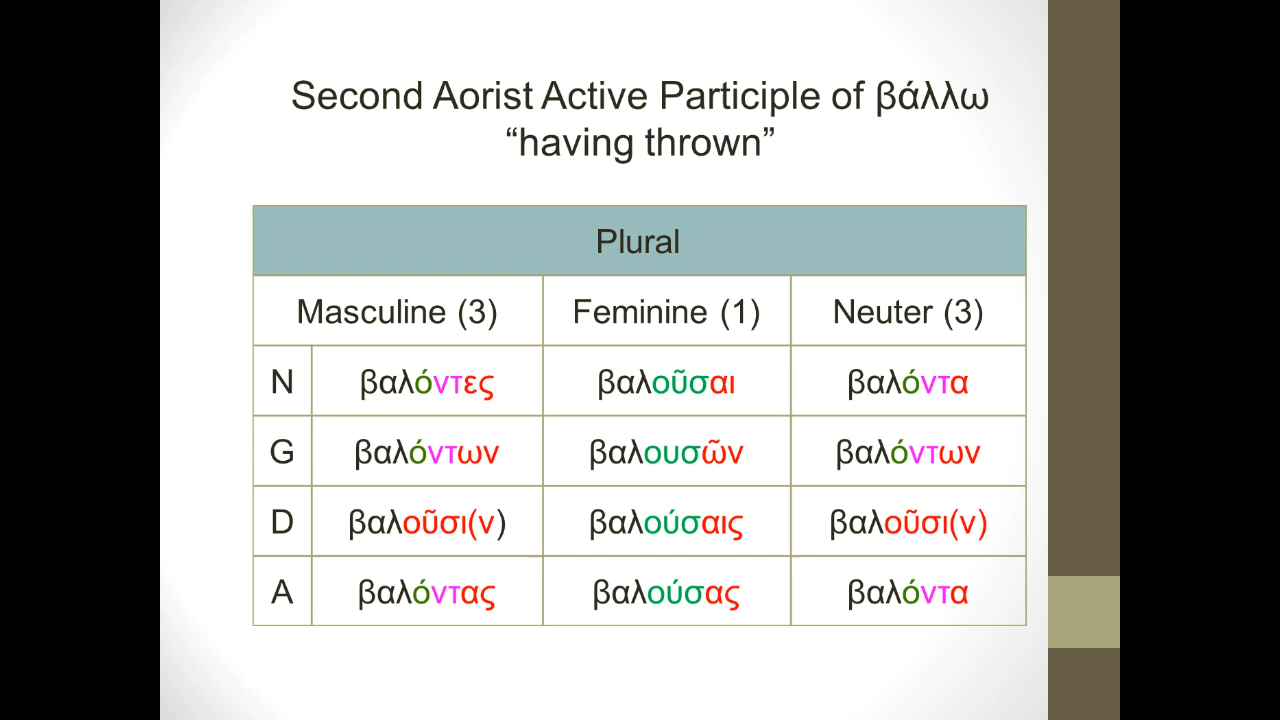 Second Aorist Active Participle of βάλλω
“having thrown”
Plural
Masculine (3) Feminine (1) Neuter (3)
N βαλόντες βαλοῦσαι βαλόντα
G βαλόντων βαλουσῶν βαλόντων
D βαλοῦσι(ν) βαλούσαις βαλοῦσι(ν)
A βαλόντας βαλούσας βαλόντα